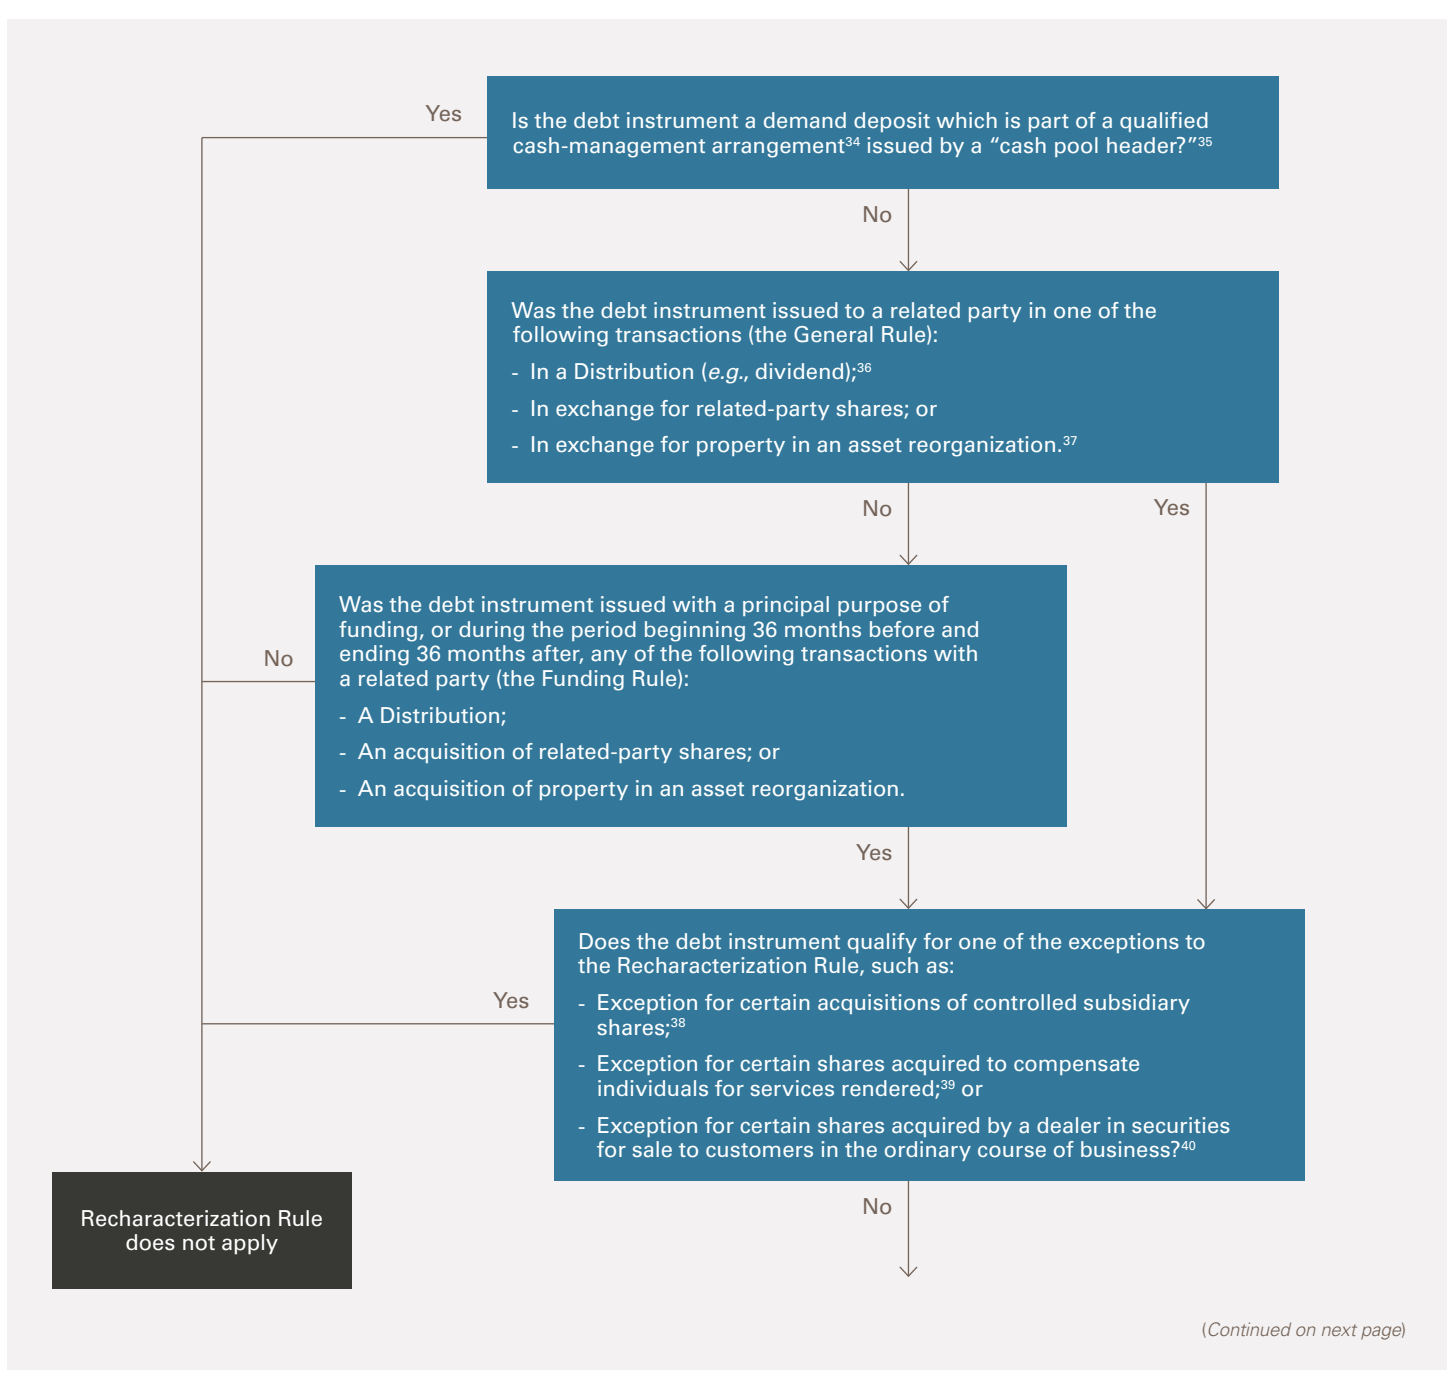 Yes
Is the debt instrument a demand deposit which is part of a qualified
cash-management arrangement³⁴ issued by a “cash pool header?”³⁵
No
Was the debt instrument issued to a related party in one of the
following transactions (the General Rule):
- In a Distribution (e.g., dividend);³⁶
- In exchange for related-party shares; or
- In exchange for property in an asset reorganization.³⁷
No
Yes
Was the debt instrument issued with a principal purpose of
funding, or during the period beginning 36 months before and
ending 36 months after, any of the following transactions with
a related party (the Funding Rule):
- A Distribution;
- An acquisition of related-party shares; or
- An acquisition of property in an asset reorganization.
No
Yes
Does the debt instrument qualify for one of the exceptions to
the Recharacterization Rule, such as:
- Exception for certain acquisitions of controlled subsidiary
shares;³⁸
- Exception for certain shares acquired to compensate
individuals for services rendered;³⁹ or
- Exception for certain shares acquired by a dealer in securities
for sale to customers in the ordinary course of business?⁴⁰
Yes
No
Recharacterization Rule
does not apply
(Continued on next page)